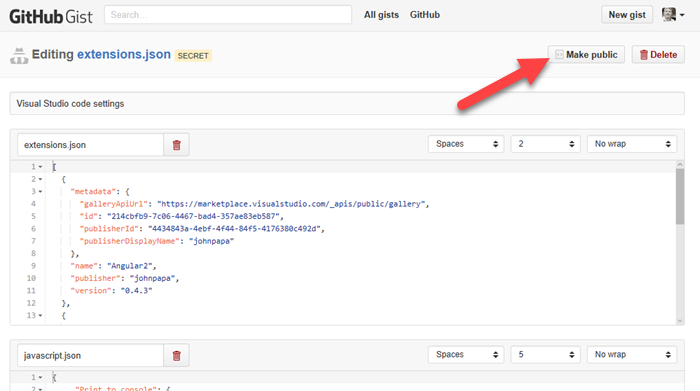 GitHub Gist Search... All gists GitHub New gist
Editing extensions.json SECRET Make public Delete
Visual Studio code settings
extensions.json Spaces 2 No wrap
1 [
2 {
3 "metadata": {
4 "galleryApiUrl": "https://marketplace.visualstudio.com/_apis/public/gallery",
5 "id": "214cbfb9-7c06-4467-bad4-357ae83eb587",
6 "publisherId": "4434843a-4ebf-4f44-84f5-4176380c492d",
7 "publisherDisplayName": "johnpapa"
8 },
9 "name": "Angular2",
10 "publisher": "johnpapa",
11 "version": "0.4.3"
12 },
13 {
javascript.json Spaces 5 No wrap
1 {
2 "Print to console": {